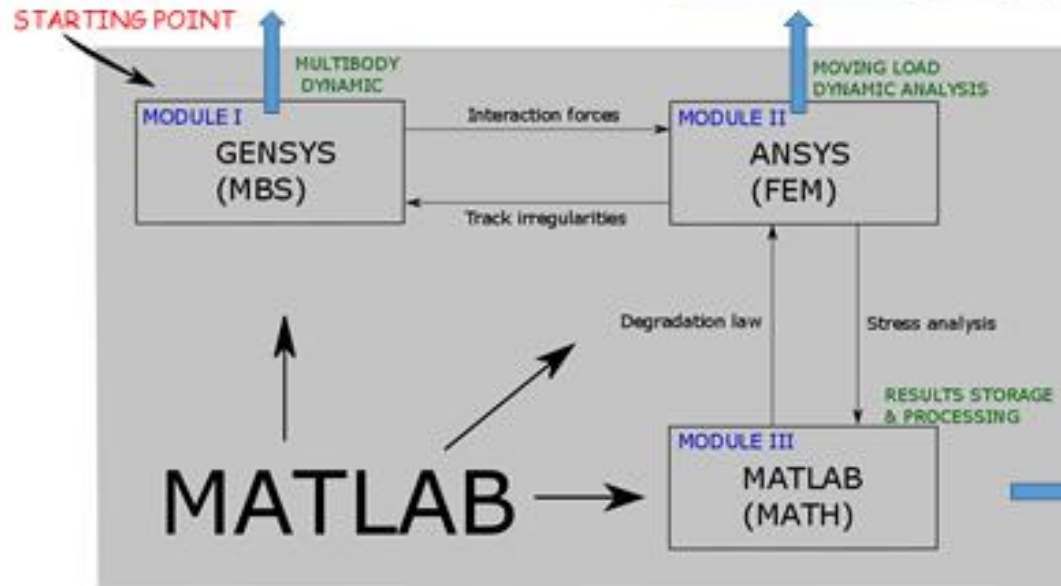 STARTING POINT
MULTIBODY
DYNAMIC
MOVING LOAD
DYNAMIC ANALYSIS
MODULE I
GENSYS
(MBS)
Interaction forces
MODULE II
ANSYS
(FEM)
Track irregularities
Degradation law
Stress analysis
RESULTS STORAGE
& PROCESSING
MATLAB
MODULE III
MATLAB
(MATH)